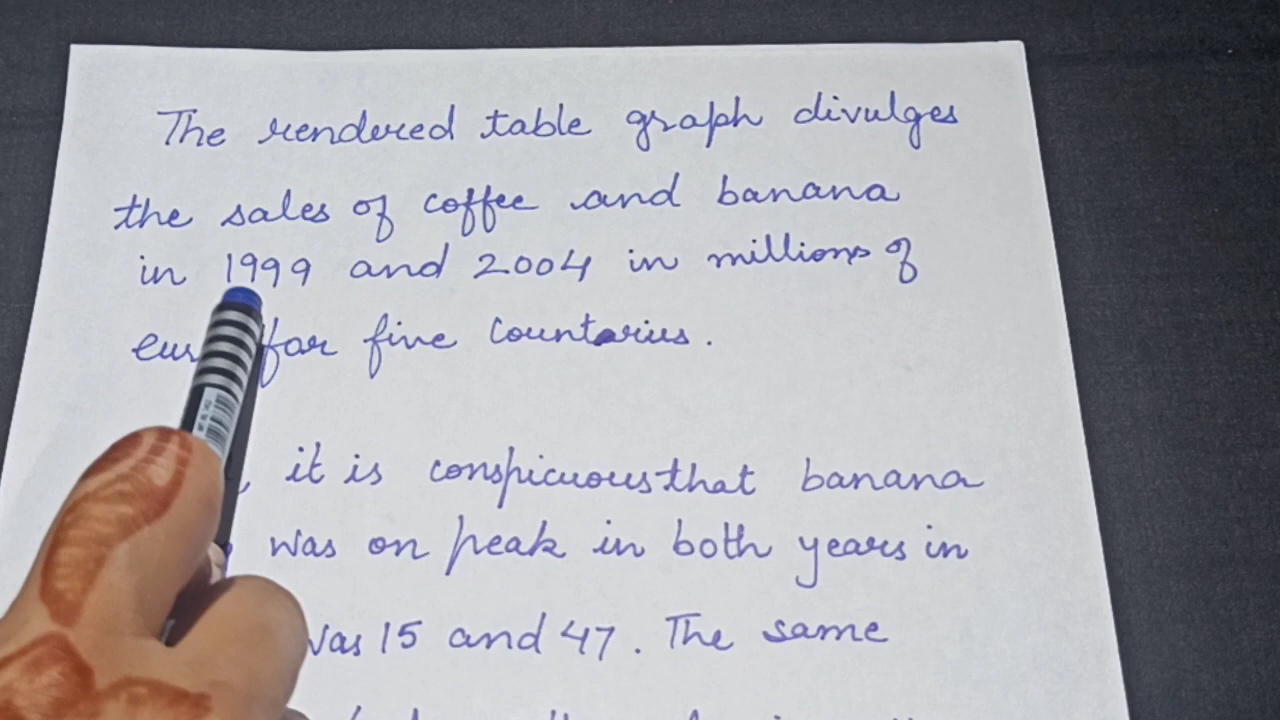 The rendered table graph divulges
the sales of coffee and banana
in 1999 and 2004 in millions of
for five countaries.
, it is conspicuous that banana
was on peak in both years in
was 15 and 47. The same